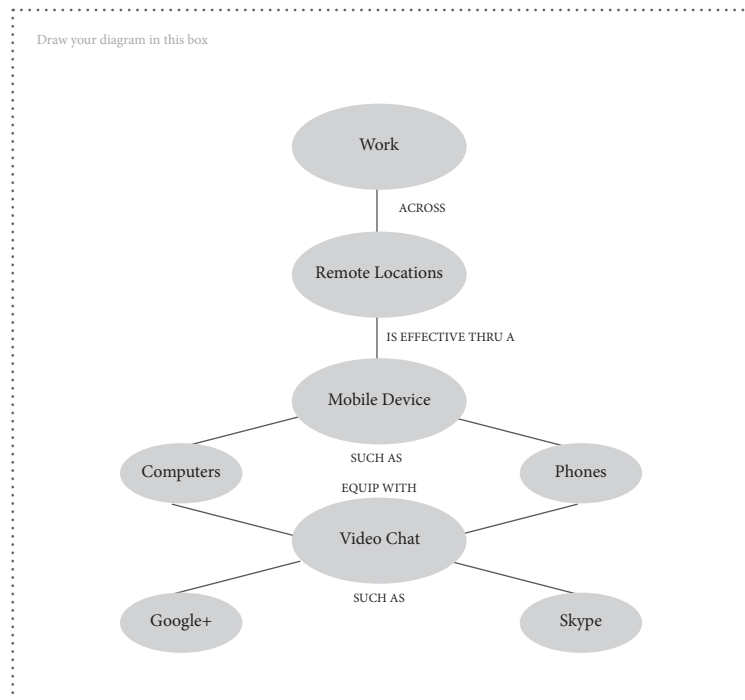 Draw your diagram in this box
Work
ACROSS
Remote Locations
IS EFFECTIVE THRU A
Mobile Device
SUCH AS
Computers
Phones
EQUIP WITH
Video Chat
SUCH AS
Google+
Skype